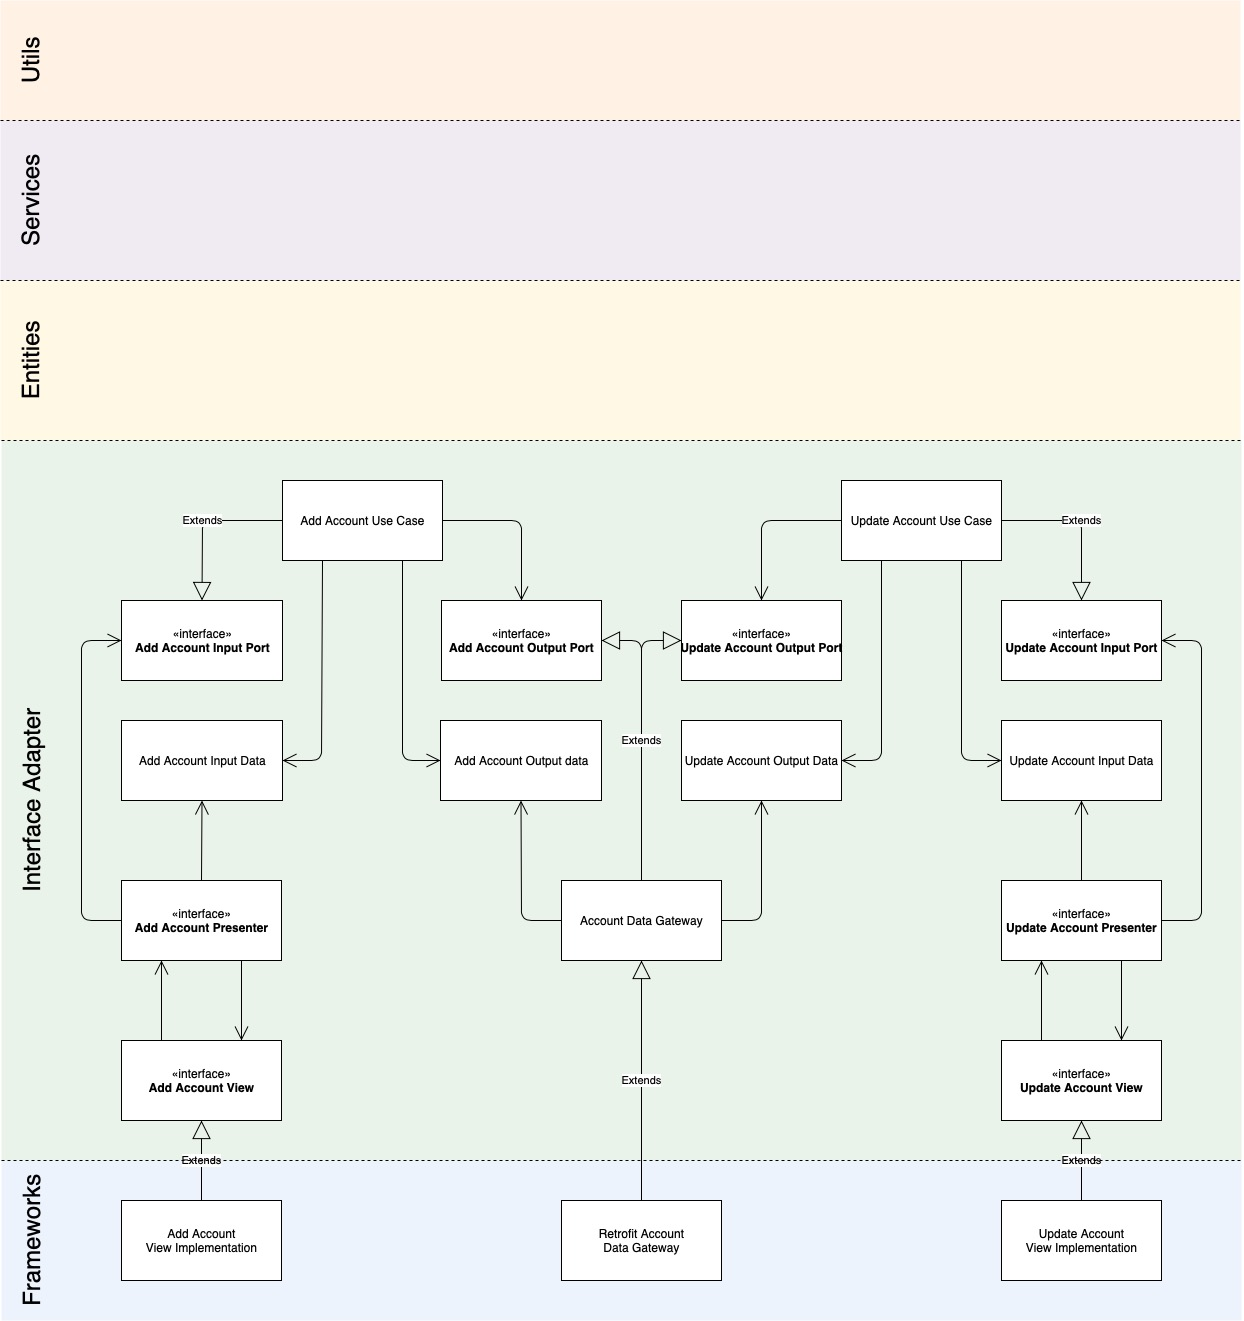 Utils
Services
Entities
Interface Adapter
Frameworks
Add Account Use Case
Update Account Use Case
Extends
Extends
«interface»
Add Account Input Port
«interface»
Add Account Output Port
«interface»
Update Account Output Port
«interface»
Update Account Input Port
Extends
Add Account Input Data
Add Account Output data
Update Account Output Data
Update Account Input Data
«interface»
Add Account Presenter
Account Data Gateway
«interface»
Update Account Presenter
«interface»
Add Account View
Extends
«interface»
Update Account View
Extends
Extends
Add Account
View Implementation
Retrofit Account
Data Gateway
Update Account
View Implementation